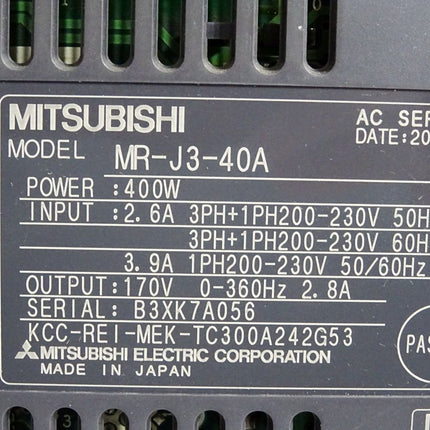 MITSUBISHI AC SER
DATE:20
MODEL MR-J3-40A
POWER :400W
INPUT :2.6A 3PH+1PH200-230V 50H
3PH+1PH200-230V 60H
3.9A 1PH200-230V 50/60Hz
OUTPUT:170V 0-360Hz 2.8A
SERIAL: B3XK7A056
KCC-REI-MEK-TC300A242G53
PAS
MITSUBISHI ELECTRIC CORPORATION
MADE IN JAPAN